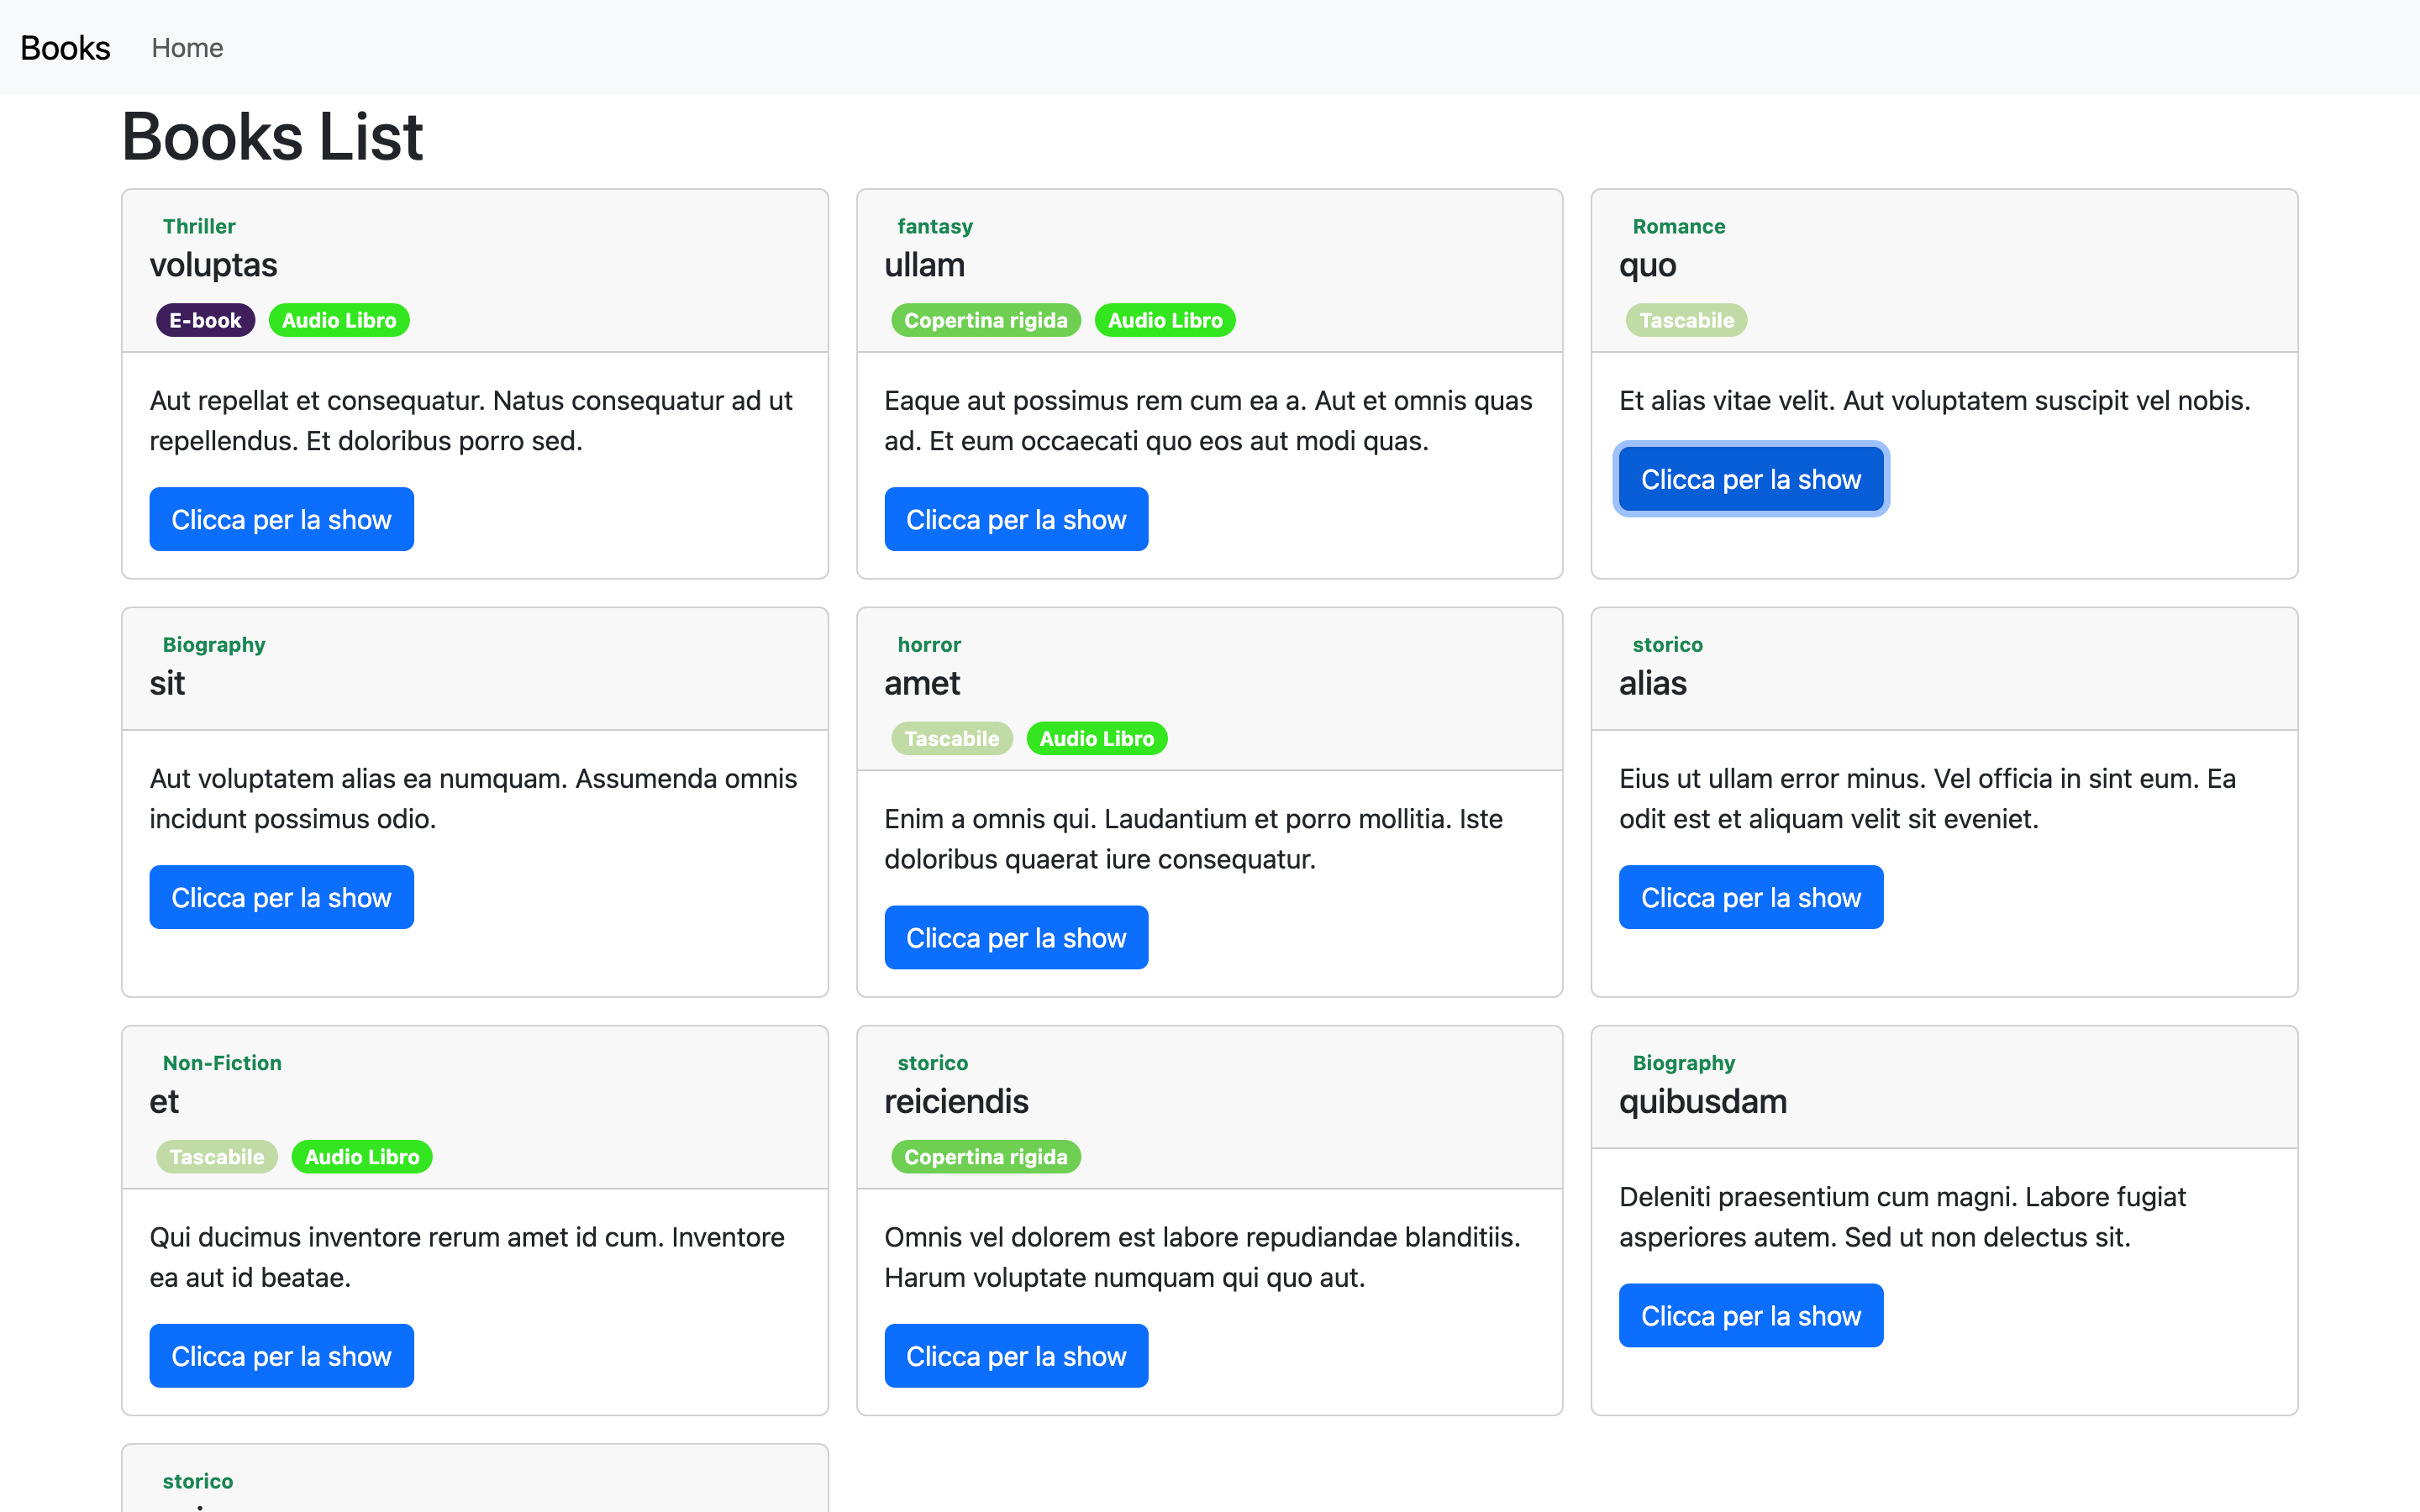 Books Home
Books List
Thriller
voluptas
E-book Audio Libro
Aut repellat et consequatur. Natus consequatur ad ut
repellendus. Et doloribus porro sed.
Clicca per la show
fantasy
ullam
Copertina rigida Audio Libro
Eaque aut possimus rem cum ea a. Aut et omnis quas
ad. Et eum occaecati quo eos aut modi quas.
Clicca per la show
Romance
quo
Tascabile
Et alias vitae velit. Aut voluptatem suscipit vel nobis.
Clicca per la show
Biography
sit
Aut voluptatem alias ea numquam. Assumenda omnis
incidunt possimus odio.
Clicca per la show
horror
amet
Tascabile Audio Libro
Enim a omnis qui. Laudantium et porro mollitia. Iste
doloribus quaerat iure consequatur.
Clicca per la show
storico
alias
Eius ut ullam error minus. Vel officia in sint eum. Ea
odit est et aliquam velit sit eveniet.
Clicca per la show
Non-Fiction
et
Tascabile Audio Libro
Qui ducimus inventore rerum amet id cum. Inventore
ea aut id beatae.
Clicca per la show
storico
reiciendis
Copertina rigida
Omnis vel dolorem est labore repudiandae blanditiis.
Harum voluptate numquam qui quo aut.
Clicca per la show
Biography
quibusdam
Deleniti praesentium cum magni. Labore fugiat
asperiores autem. Sed ut non delectus sit.
Clicca per la show
storico